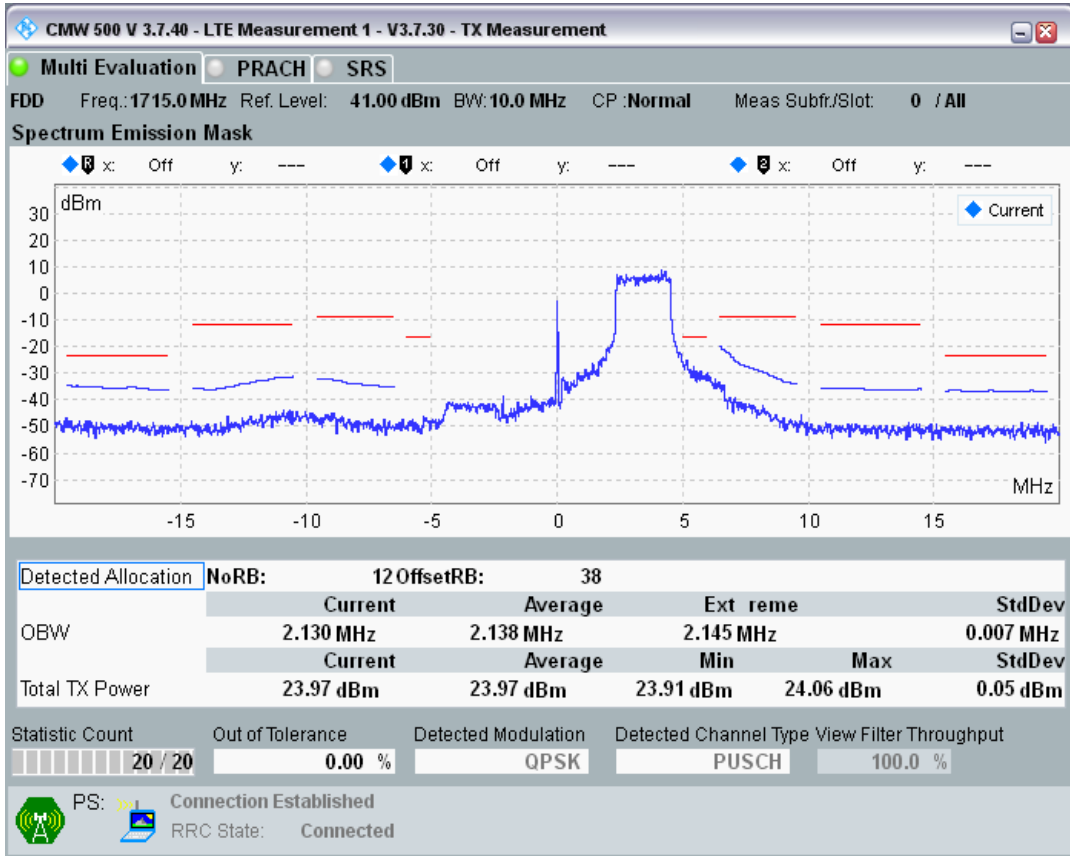 CMW 500 V 3.7.40 - LTE Measurement 1 - V3.7.30 - TX Measurement
Multi Evaluation PRACH SRS
FDD Freq.: 1715.0 MHz Ref. Level: 41.00 dBm BW: 10.0 MHz CP :Normal Meas Subfr./Slot: 0 / All
Spectrum Emission Mask
R x: Off y: --- 1 x: Off y: --- 2 x: Off y: ---
dBm
Current
30
20
10
0
-10
-20
-30
-40
-50
-60
-70
MHz
-15 -10 -5 0 5 10 15
Detected Allocation NoRB: 12 OffsetRB: 38
Current Average Ext reme StdDev
OBW 2.130 MHz 2.138 MHz 2.145 MHz 0.007 MHz
Current Average Min Max StdDev
Total TX Power 23.97 dBm 23.97 dBm 23.91 dBm 24.06 dBm 0.05 dBm
Statistic Count Out of Tolerance Detected Modulation Detected Channel Type View Filter Throughput
20 / 20 0.00 % QPSK PUSCH 100.0 %
PS: Connection Established
RRC State: Connected